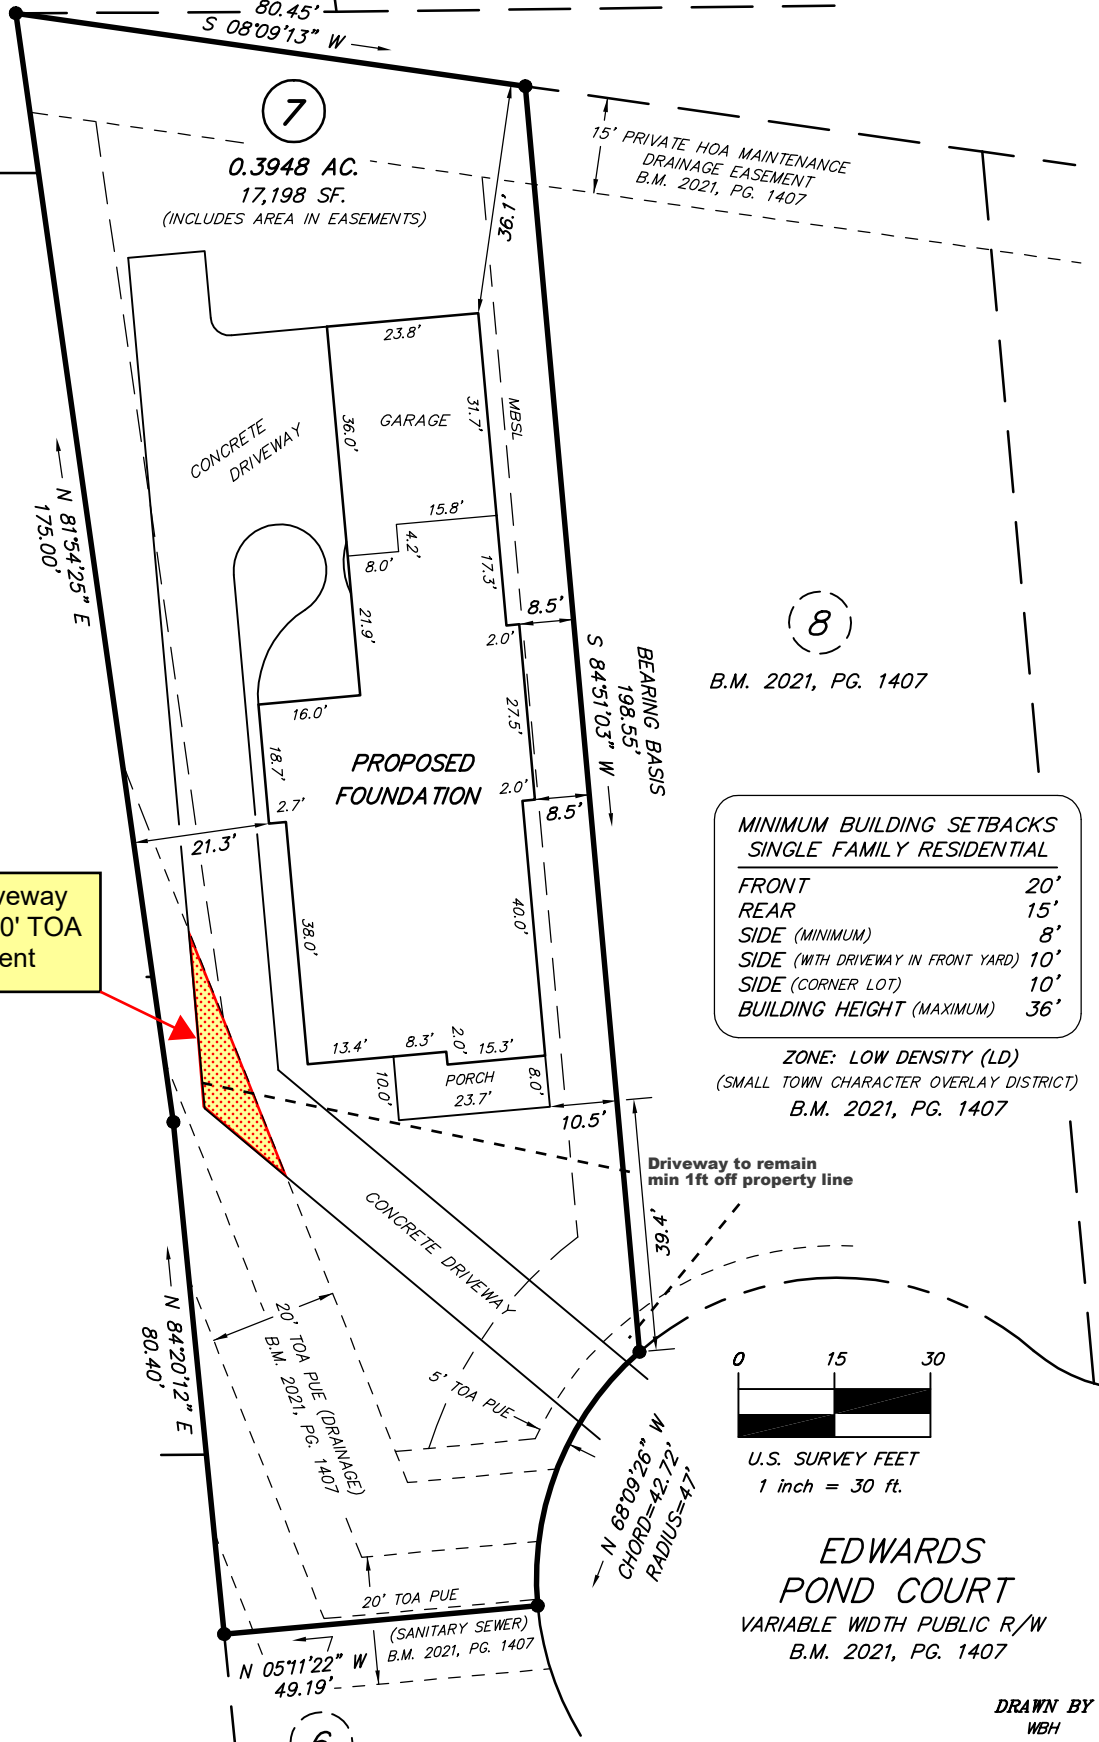 80.45'
S 08°09'13" W
7
0.3948 AC.
17,198 SF.
(INCLUDES AREA IN EASEMENTS)
15' PRIVATE HOA MAINTENANCE
DRAINAGE EASEMENT
B.M. 2021, PG. 1407
36.1'
23.8'
GARAGE
36.0'
31.7'
MBSL
CONCRETE
DRIVEWAY
15.8'
4.2'
8.0'
17.3'
N 81°54'25" E
175.00'
21.9'
8.5'
2.0'
16.0'
27.5'
S 84°51'03" W
BEARING BASIS
198.55'
8
B.M. 2021, PG. 1407
PROPOSED
FOUNDATION
18.7'
2.7'
2.0'
8.5'
21.3'
38.0'
40.0'
MINIMUM BUILDING SETBACKS
SINGLE FAMILY RESIDENTIAL
FRONT 20'
REAR 15'
SIDE (MINIMUM) 8'
SIDE (WITH DRIVEWAY IN FRONT YARD) 10'
SIDE (CORNER LOT) 10'
BUILDING HEIGHT (MAXIMUM) 36'
veway
0' TOA
ent
13.4'
8.3'
2.0'
15.3'
10.0'
PORCH
23.7'
8.0'
10.5'
ZONE: LOW DENSITY (LD)
(SMALL TOWN CHARACTER OVERLAY DISTRICT)
B.M. 2021, PG. 1407
Driveway to remain
min 1ft off property line
39.4'
CONCRETE DRIVEWAY
N 84°20'12" E
80.40'
20' TOA PUE (DRAINAGE)
B.M. 2021, PG. 1407
5' TOA PUE
0 15 30
U.S. SURVEY FEET
1 inch = 30 ft.
N 68°09'26" W
CHORD=42.72'
RADIUS=47'
EDWARDS
POND COURT
VARIABLE WIDTH PUBLIC R/W
B.M. 2021, PG. 1407
20' TOA PUE
(SANITARY SEWER)
B.M. 2021, PG. 1407
N 05°11'22" W
49.19'
6
DRAWN BY
WBH